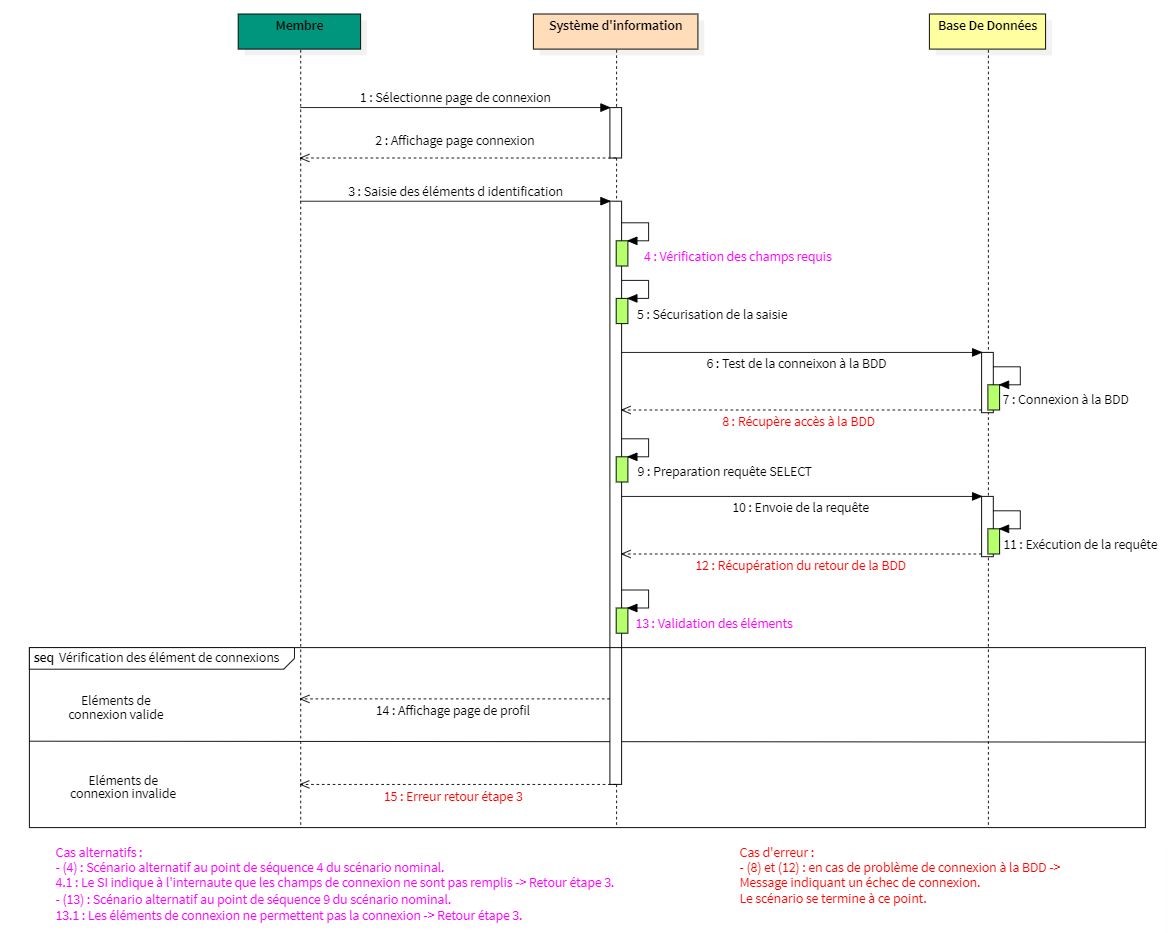 Membre
Système d'information
Base De Données
1 : Sélectionne page de connexion
2 : Affichage page connexion
3 : Saisie des éléments d identification
4 : Vérification des champs requis
5 : Sécurisation de la saisie
6 : Test de la conneixon à la BDD
7 : Connexion à la BDD
8 : Récupère accès à la BDD
9 : Preparation requête SELECT
10 : Envoie de la requête
11 : Exécution de la requête
12 : Récupération du retour de la BDD
13 : Validation des éléments
seq Vérification des élément de connexions
Eléments de
connexion valide
14 : Affichage page de profil
Eléments de
connexion invalide
15 : Erreur retour étape 3
Cas alternatifs :
- (4) : Scénario alternatif au point de séquence 4 du scénario nominal.
4.1 : Le SI indique à l'internaute que les champs de connexion ne sont pas remplis -> Retour étape 3.
- (13) : Scénario alternatif au point de séquence 9 du scénario nominal.
13.1 : Les éléments de connexion ne permettent pas la connexion -> Retour étape 3.
Cas d'erreur :
- (8) et (12) : en cas de problème de connexion à la BDD ->
Message indiquant un échec de connexion.
Le scénario se termine à ce point.